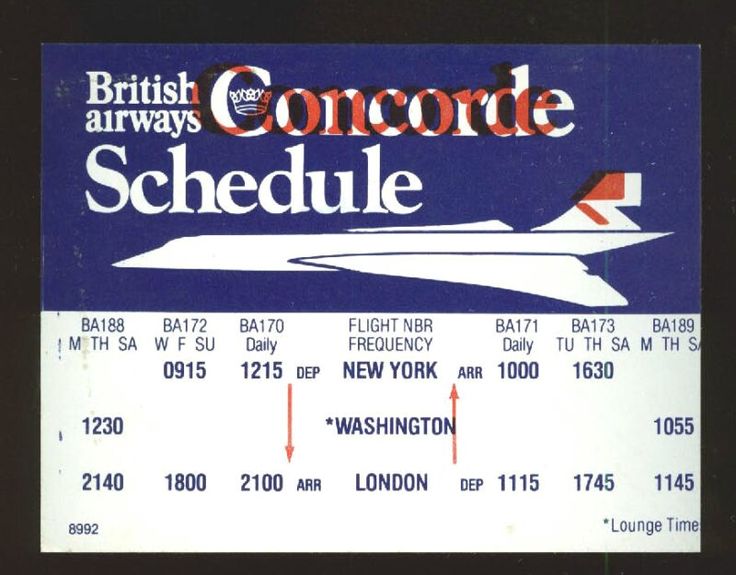 British
airways Concorde
Schedule
BA188 BA172 BA170 FLIGHT NBR BA171 BA173 BA189
M TH SA W F SU Daily FREQUENCY Daily TU TH SA M TH
0915 1215 DEP NEW YORK ARR 1000 1630
1230 *WASHINGTON 1055
2140 1800 2100 ARR LONDON DEP 1115 1745 1145
8992 *Lounge Time